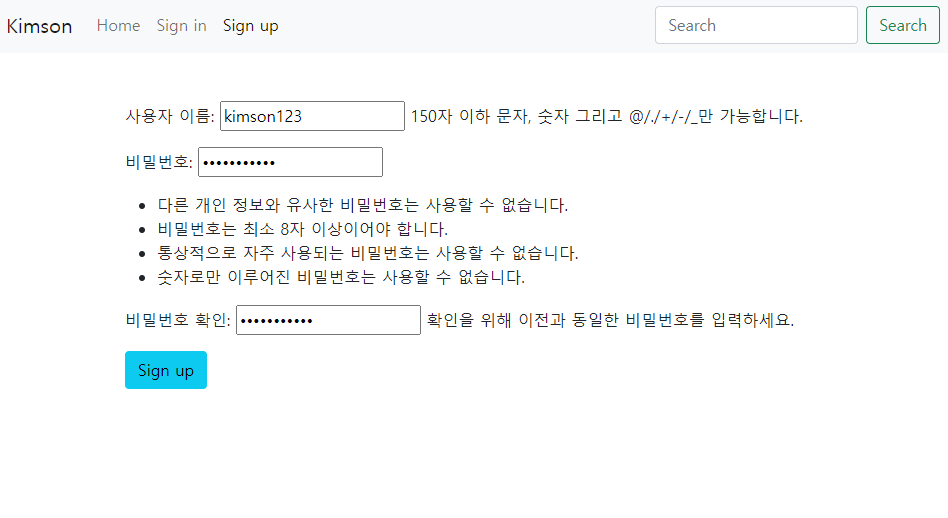 Kimson Home Sign in Sign up Search Search
사용자 이름: kimson123 150자 이하 문자, 숫자 그리고 @/./+/-/_만 가능합니다.
비밀번호: •••••••••••
• 다른 개인 정보와 유사한 비밀번호는 사용할 수 없습니다.
• 비밀번호는 최소 8자 이상이어야 합니다.
• 통상적으로 자주 사용되는 비밀번호는 사용할 수 없습니다.
• 숫자로만 이루어진 비밀번호는 사용할 수 없습니다.
비밀번호 확인: ••••••••••• 확인을 위해 이전과 동일한 비밀번호를 입력하세요.
Sign up